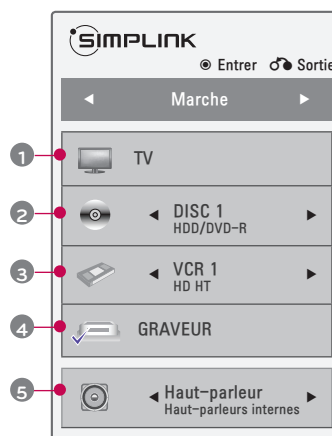 SIMPLINK
Entrer Sortie
Marche
1 TV
2 DISC 1
HDD/DVD-R
3 VCR 1
HD HT
4 GRAVEUR
5 Haut-parleur
Haut-parleurs internes